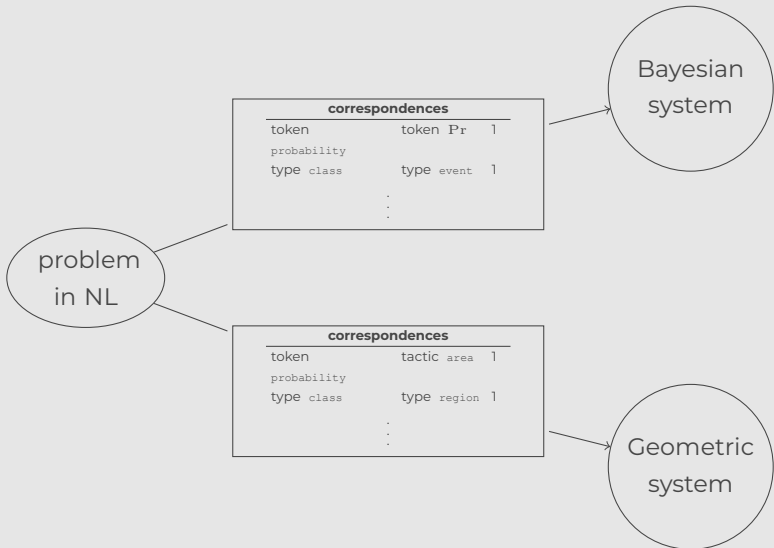 Bayesian
system
correspondences
token token Pr 1
probability
type class type event 1
.
.
.
problem
in NL
correspondences
token tactic area 1
probability
type class type region 1
.
.
.
Geometric
system